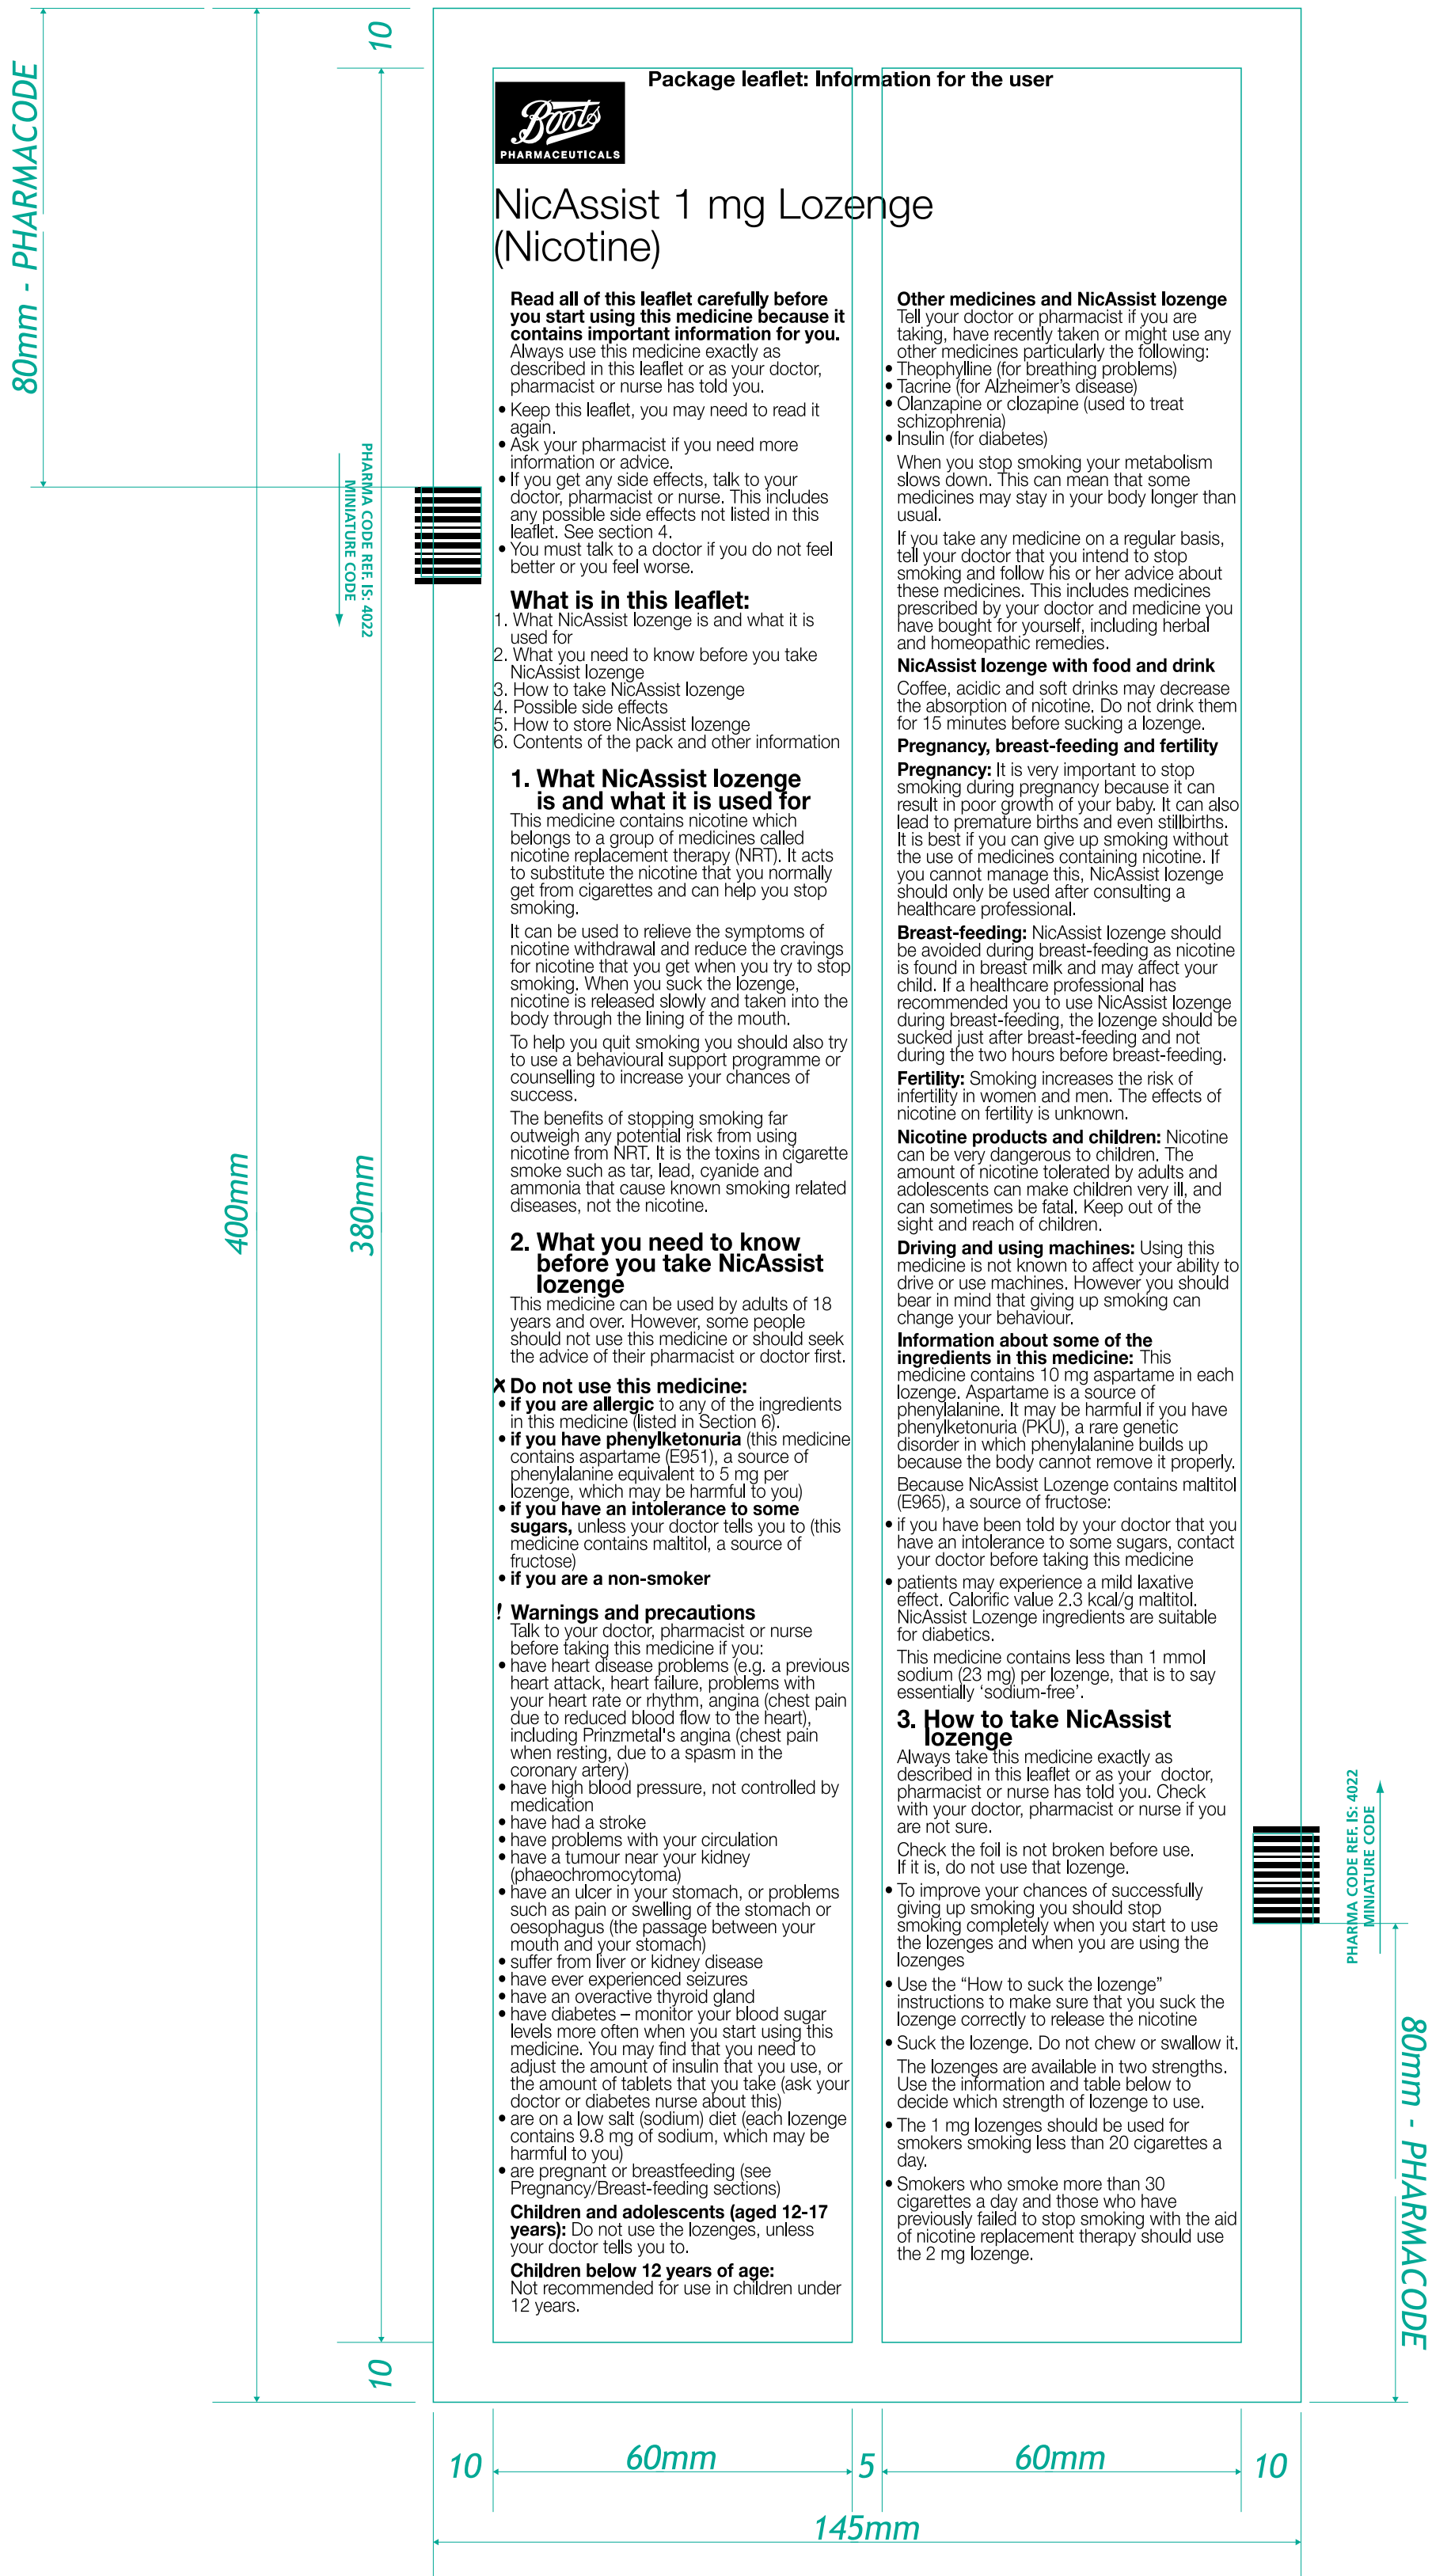 Package leaflet: Information for the user
Boots
PHARMACEUTICALS
NicAssist 1 mg Lozenge
(Nicotine)
Read all of this leaflet carefully before
you start using this medicine because it
contains important information for you.
Always use this medicine exactly as
described in this leaflet or as your doctor,
pharmacist or nurse has told you.
• Keep this leaflet, you may need to read it
again.
• Ask your pharmacist if you need more
information or advice.
• If you get any side effects, talk to your
doctor, pharmacist or nurse. This includes
any possible side effects not listed in this
leaflet. See section 4.
• You must talk to a doctor if you do not feel
better or you feel worse.
What is in this leaflet:
1. What NicAssist lozenge is and what it is
used for
2. What you need to know before you take
NicAssist lozenge
3. How to take NicAssist lozenge
4. Possible side effects
5. How to store NicAssist lozenge
6. Contents of the pack and other information
1. What NicAssist lozenge
is and what it is used for
This medicine contains nicotine which
belongs to a group of medicines called
nicotine replacement therapy (NRT). It acts
to substitute the nicotine that you normally
get from cigarettes and can help you stop
smoking.
It can be used to relieve the symptoms of
nicotine withdrawal and reduce the cravings
for nicotine that you get when you try to stop
smoking. When you suck the lozenge,
nicotine is released slowly and taken into the
body through the lining of the mouth.
To help you quit smoking you should also try
to use a behavioural support programme or
counselling to increase your chances of
success.
The benefits of stopping smoking far
outweigh any potential risk from using
nicotine from NRT. It is the toxins in cigarette
smoke such as tar, lead, cyanide and
ammonia that cause known smoking related
diseases, not the nicotine.
2. What you need to know
before you take NicAssist
lozenge
This medicine can be used by adults of 18
years and over. However, some people
should not use this medicine or should seek
the advice of their pharmacist or doctor first.
✗ Do not use this medicine:
• if you are allergic to any of the ingredients
in this medicine (listed in Section 6).
• if you have phenylketonuria (this medicine
contains aspartame (E951), a source of
phenylalanine equivalent to 5 mg per
lozenge, which may be harmful to you)
• if you have an intolerance to some
sugars, unless your doctor tells you to (this
medicine contains maltitol, a source of
fructose)
• if you are a non-smoker
! Warnings and precautions
Talk to your doctor, pharmacist or nurse
before taking this medicine if you:
• have heart disease problems (e.g. a previous
heart attack, heart failure, problems with
your heart rate or rhythm, angina (chest pain
due to reduced blood flow to the heart),
including Prinzmetal's angina (chest pain
when resting, due to a spasm in the
coronary artery)
• have high blood pressure, not controlled by
medication
• have had a stroke
• have problems with your circulation
• have a tumour near your kidney
(phaeochromocytoma)
• have an ulcer in your stomach, or problems
such as pain or swelling of the stomach or
oesophagus (the passage between your
mouth and your stomach)
• suffer from liver or kidney disease
• have ever experienced seizures
• have an overactive thyroid gland
• have diabetes – monitor your blood sugar
levels more often when you start using this
medicine. You may find that you need to
adjust the amount of insulin that you use, or
the amount of tablets that you take (ask your
doctor or diabetes nurse about this)
• are on a low salt (sodium) diet (each lozenge
contains 9.8 mg of sodium, which may be
harmful to you)
• are pregnant or breastfeeding (see
Pregnancy/Breast-feeding sections)
Children and adolescents (aged 12-17
years): Do not use the lozenges, unless
your doctor tells you to.
Children below 12 years of age:
Not recommended for use in children under
12 years.
Other medicines and NicAssist lozenge
Tell your doctor or pharmacist if you are
taking, have recently taken or might use any
other medicines particularly the following:
• Theophylline (for breathing problems)
• Tacrine (for Alzheimer's disease)
• Olanzapine or clozapine (used to treat
schizophrenia)
• Insulin (for diabetes)
When you stop smoking your metabolism
slows down. This can mean that some
medicines may stay in your body longer than
usual.
If you take any medicine on a regular basis,
tell your doctor that you intend to stop
smoking and follow his or her advice about
these medicines. This includes medicines
prescribed by your doctor and medicine you
have bought for yourself, including herbal
and homeopathic remedies.
NicAssist lozenge with food and drink
Coffee, acidic and soft drinks may decrease
the absorption of nicotine. Do not drink them
for 15 minutes before sucking a lozenge.
Pregnancy, breast-feeding and fertility
Pregnancy: It is very important to stop
smoking during pregnancy because it can
result in poor growth of your baby. It can also
lead to premature births and even stillbirths.
It is best if you can give up smoking without
the use of medicines containing nicotine. If
you cannot manage this, NicAssist lozenge
should only be used after consulting a
healthcare professional.
Breast-feeding: NicAssist lozenge should
be avoided during breast-feeding as nicotine
is found in breast milk and may affect your
child. If a healthcare professional has
recommended you to use NicAssist lozenge
during breast-feeding, the lozenge should be
sucked just after breast-feeding and not
during the two hours before breast-feeding.
Fertility: Smoking increases the risk of
infertility in women and men. The effects of
nicotine on fertility is unknown.
Nicotine products and children: Nicotine
can be very dangerous to children. The
amount of nicotine tolerated by adults and
adolescents can make children very ill, and
can sometimes be fatal. Keep out of the
sight and reach of children.
Driving and using machines: Using this
medicine is not known to affect your ability to
drive or use machines. However you should
bear in mind that giving up smoking can
change your behaviour.
Information about some of the
ingredients in this medicine: This
medicine contains 10 mg aspartame in each
lozenge. Aspartame is a source of
phenylalanine. It may be harmful if you have
phenylketonuria (PKU), a rare genetic
disorder in which phenylalanine builds up
because the body cannot remove it properly.
Because NicAssist Lozenge contains maltitol
(E965), a source of fructose:
• if you have been told by your doctor that you
have an intolerance to some sugars, contact
your doctor before taking this medicine
• patients may experience a mild laxative
effect. Calorific value 2.3 kcal/g maltitol.
NicAssist Lozenge ingredients are suitable
for diabetics.
This medicine contains less than 1 mmol
sodium (23 mg) per lozenge, that is to say
essentially 'sodium-free'.
3. How to take NicAssist
lozenge
Always take this medicine exactly as
described in this leaflet or as your doctor,
pharmacist or nurse has told you. Check
with your doctor, pharmacist or nurse if you
are not sure.
Check the foil is not broken before use.
If it is, do not use that lozenge.
• To improve your chances of successfully
giving up smoking you should stop
smoking completely when you start to use
the lozenges and when you are using the
lozenges
• Use the "How to suck the lozenge"
instructions to make sure that you suck the
lozenge correctly to release the nicotine
• Suck the lozenge. Do not chew or swallow it.
The lozenges are available in two strengths.
Use the information and table below to
decide which strength of lozenge to use.
• The 1 mg lozenges should be used for
smokers smoking less than 20 cigarettes a
day.
• Smokers who smoke more than 30
cigarettes a day and those who have
previously failed to stop smoking with the aid
of nicotine replacement therapy should use
the 2 mg lozenge.
80mm - PHARMACODE
10
400mm
380mm
10
PHARMA CODE REF. IS: 4022
MINIATURE CODE
PHARMA CODE REF. IS: 4022
MINIATURE CODE
80mm - PHARMACODE
10
60mm
5
60mm
10
145mm